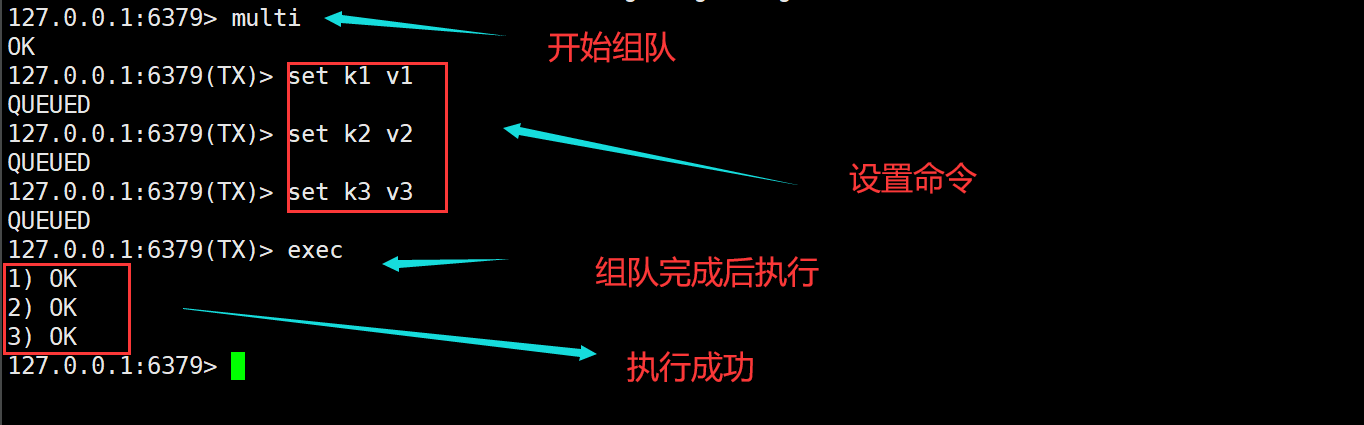 127.0.0.1:6379> multi
开始组队
OK
127.0.0.1:6379(TX)> set k1 v1
QUEUED
127.0.0.1:6379(TX)> set k2 v2
QUEUED
设置命令
127.0.0.1:6379(TX)> set k3 v3
QUEUED
127.0.0.1:6379(TX)> exec
组队完成后执行
1) OK
2) OK
3) OK
127.0.0.1:6379>
执行成功